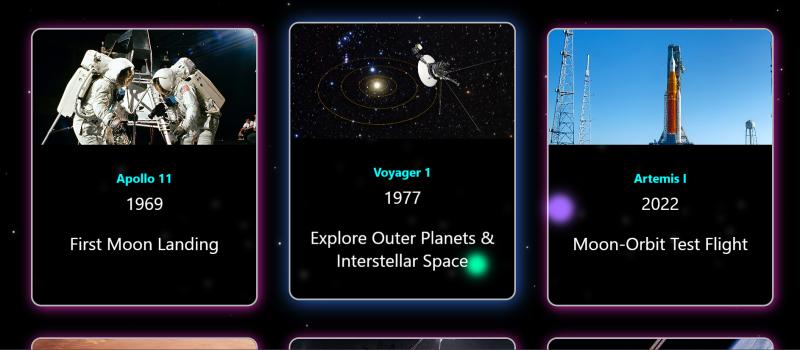 Apollo 11
1969
First Moon Landing
Voyager 1
1977
Explore Outer Planets &
Interstellar Space
Artemis I
2022
Moon-Orbit Test Flight